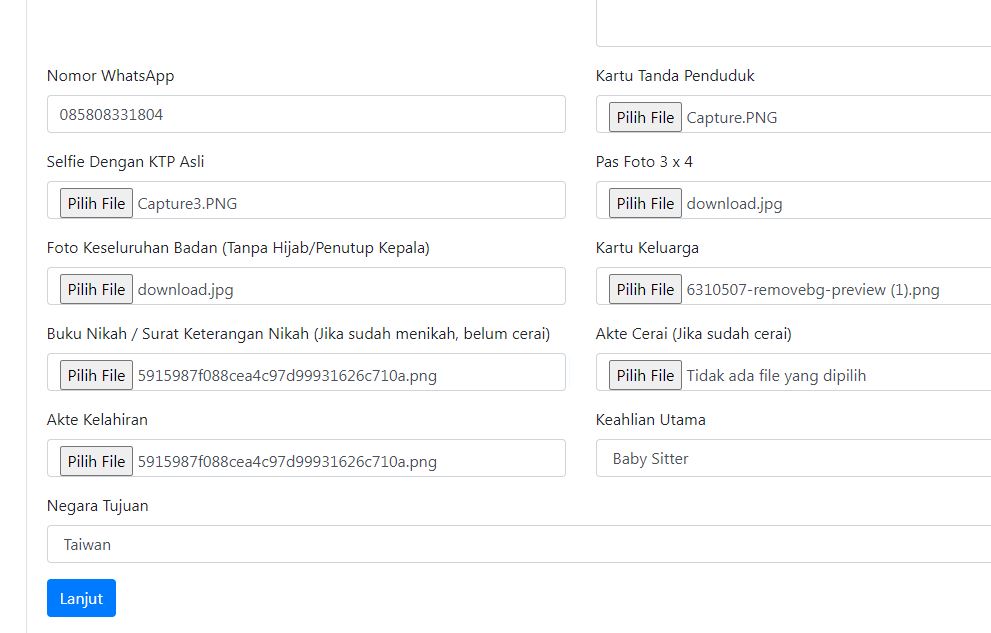 Nomor WhatsApp
085808331804
Kartu Tanda Penduduk
Pilih File Capture.PNG
Selfie Dengan KTP Asli
Pilih File Capture3.PNG
Pas Foto 3 x 4
Pilih File download.jpg
Foto Keseluruhan Badan (Tanpa Hijab/Penutup Kepala)
Pilih File download.jpg
Kartu Keluarga
Pilih File 6310507-removebg-preview (1).png
Buku Nikah / Surat Keterangan Nikah (Jika sudah menikah, belum cerai)
Pilih File 5915987f088cea4c97d99931626c710a.png
Akte Cerai (Jika sudah cerai)
Pilih File Tidak ada file yang dipilih
Akte Kelahiran
Pilih File 5915987f088cea4c97d99931626c710a.png
Keahlian Utama
Baby Sitter
Negara Tujuan
Taiwan
Lanjut